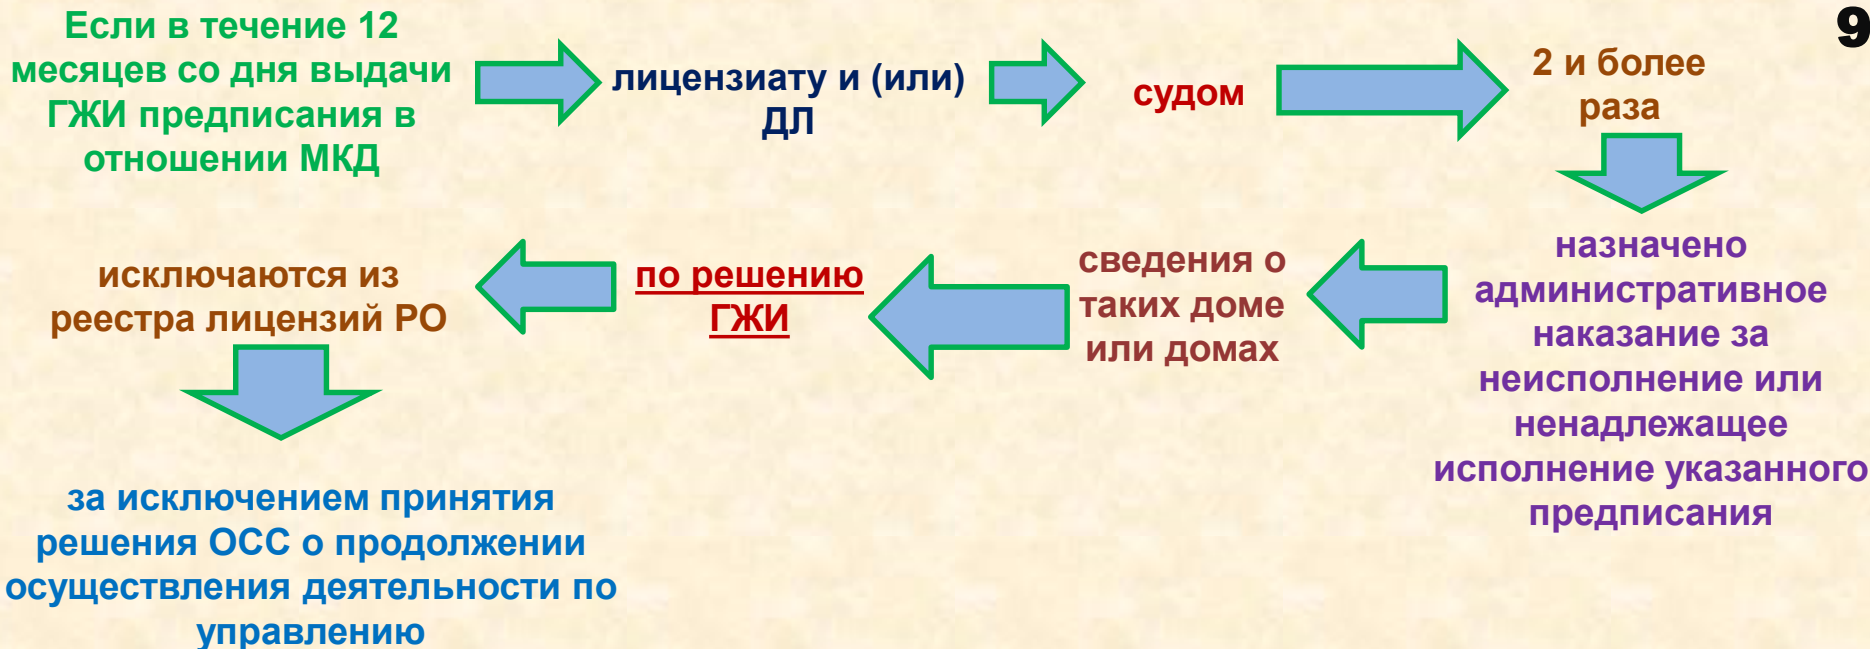 9
Если в течение 12
месяцев со дня выдачи
ГЖИ предписания в
отношении МКД
лицензиату и (или)
ДЛ
судом
2 и более
раза
назначено
административное
наказание за
неисполнение или
ненадлежащее
исполнение указанного
предписания
сведения о
таких доме
или домах
по решению
ГЖИ
исключаются из
реестра лицензий РО
за исключением принятия
решения ОСС о продолжении
осуществления деятельности по
управлению